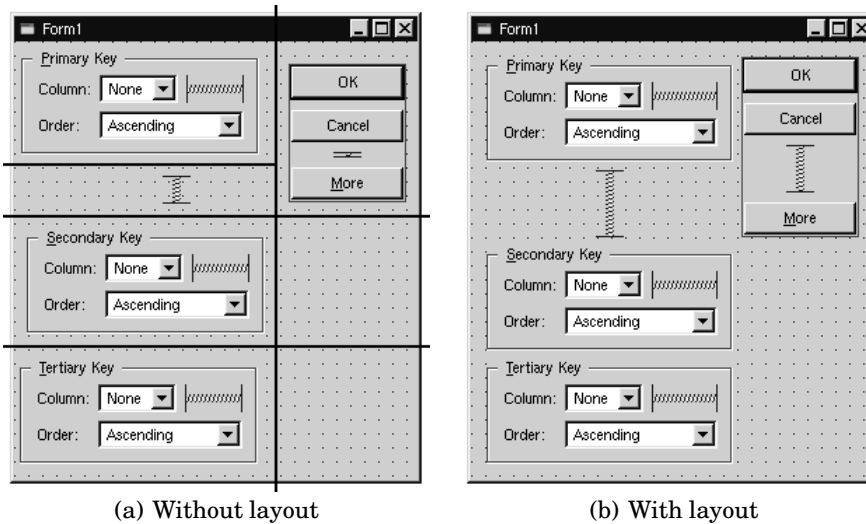 Form1
Primary Key
Column: None
Order: Ascending
OK
Cancel
More
Secondary Key
Column: None
Order: Ascending
Tertiary Key
Column: None
Order: Ascending
(a) Without layout
Form1
Primary Key
Column: None
Order: Ascending
OK
Cancel
More
Secondary Key
Column: None
Order: Ascending
Tertiary Key
Column: None
Order: Ascending
(b) With layout